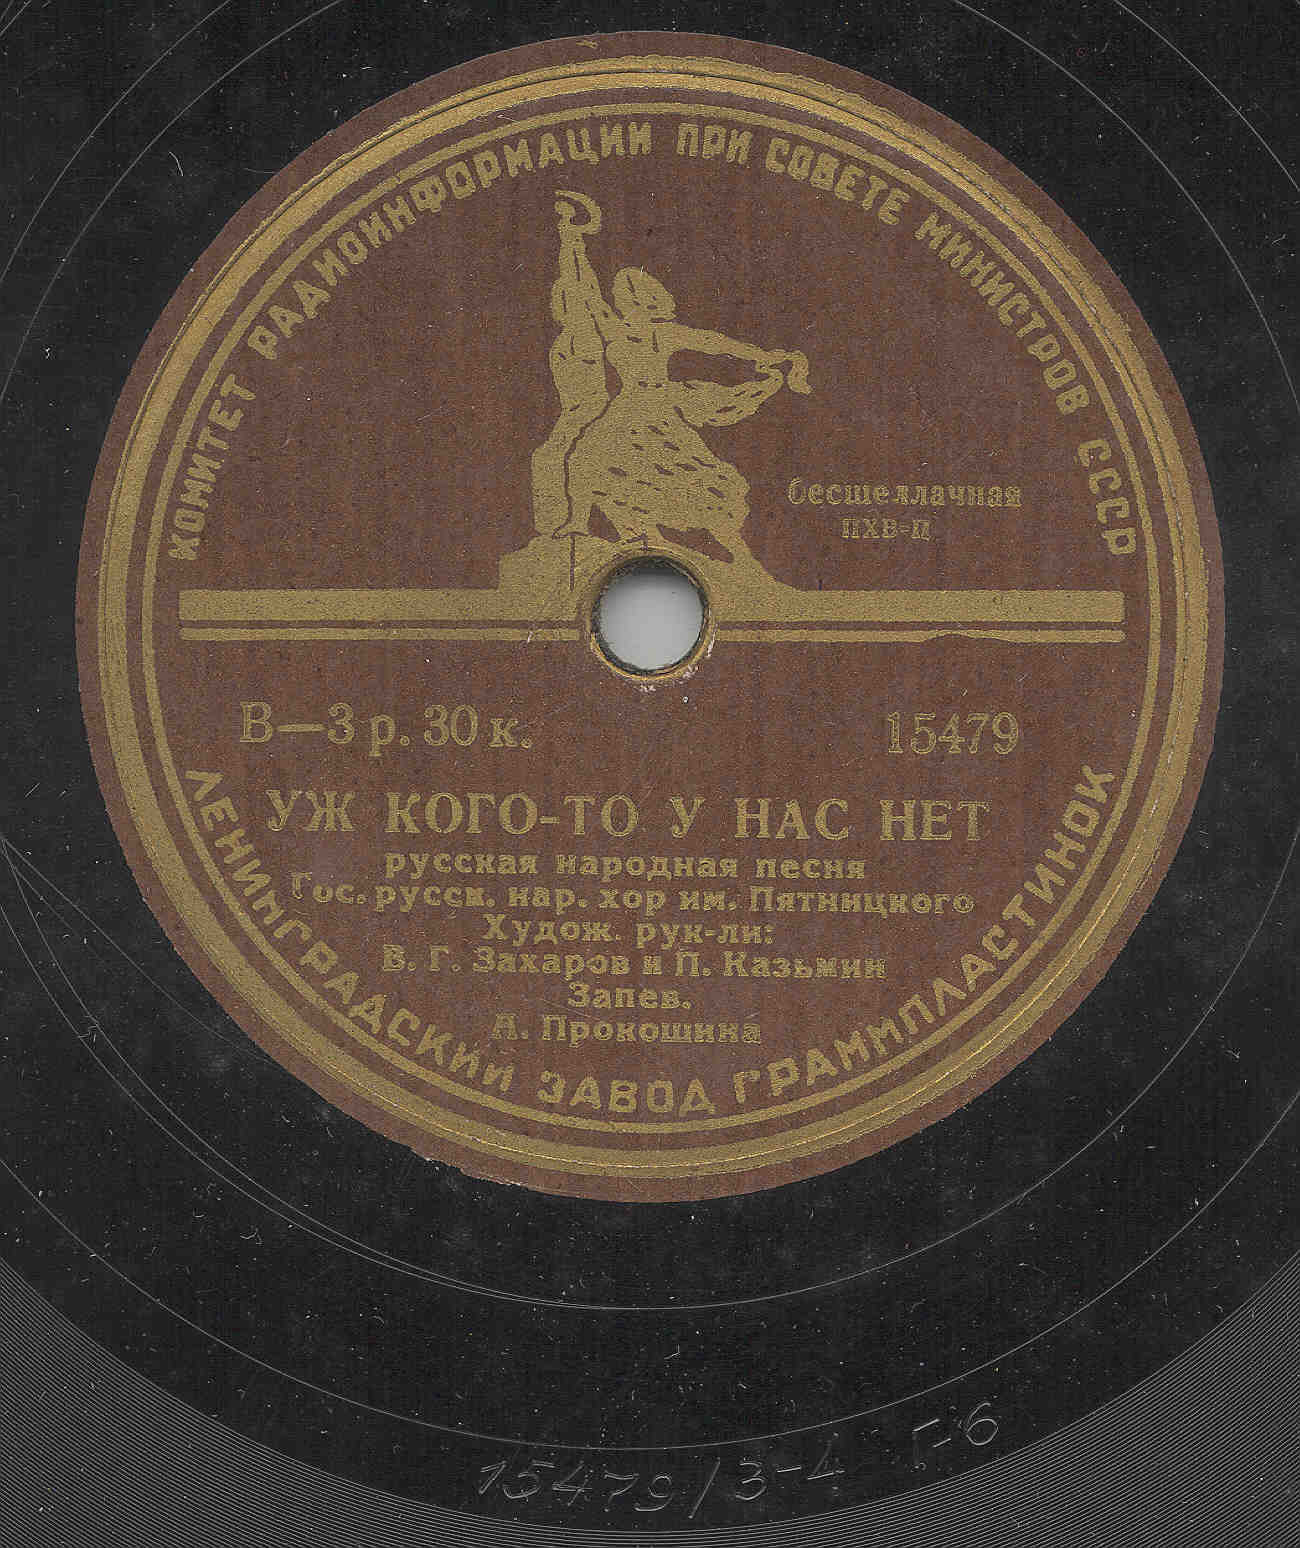 КОМИТЕТ РАДИОИНФОРМАЦИИ ПРИ СОВЕТЕ МИНИСТРОВ СССР
бесшеллачная
ПХВ-П
В—3 р. 30 к.
15479
УЖ КОГО-ТО У НАС НЕТ
русская народная песня
Гос. русск. нар. хор им. Пятницкого
Худож. рук-ли:
В. Г. Захаров и П. Казьмин
Запев.
А. Прокошина
ЛЕНИНГРАДСКИЙ ЗАВОД ГРАММПЛАСТИНОК
15479/3-4 Г-6